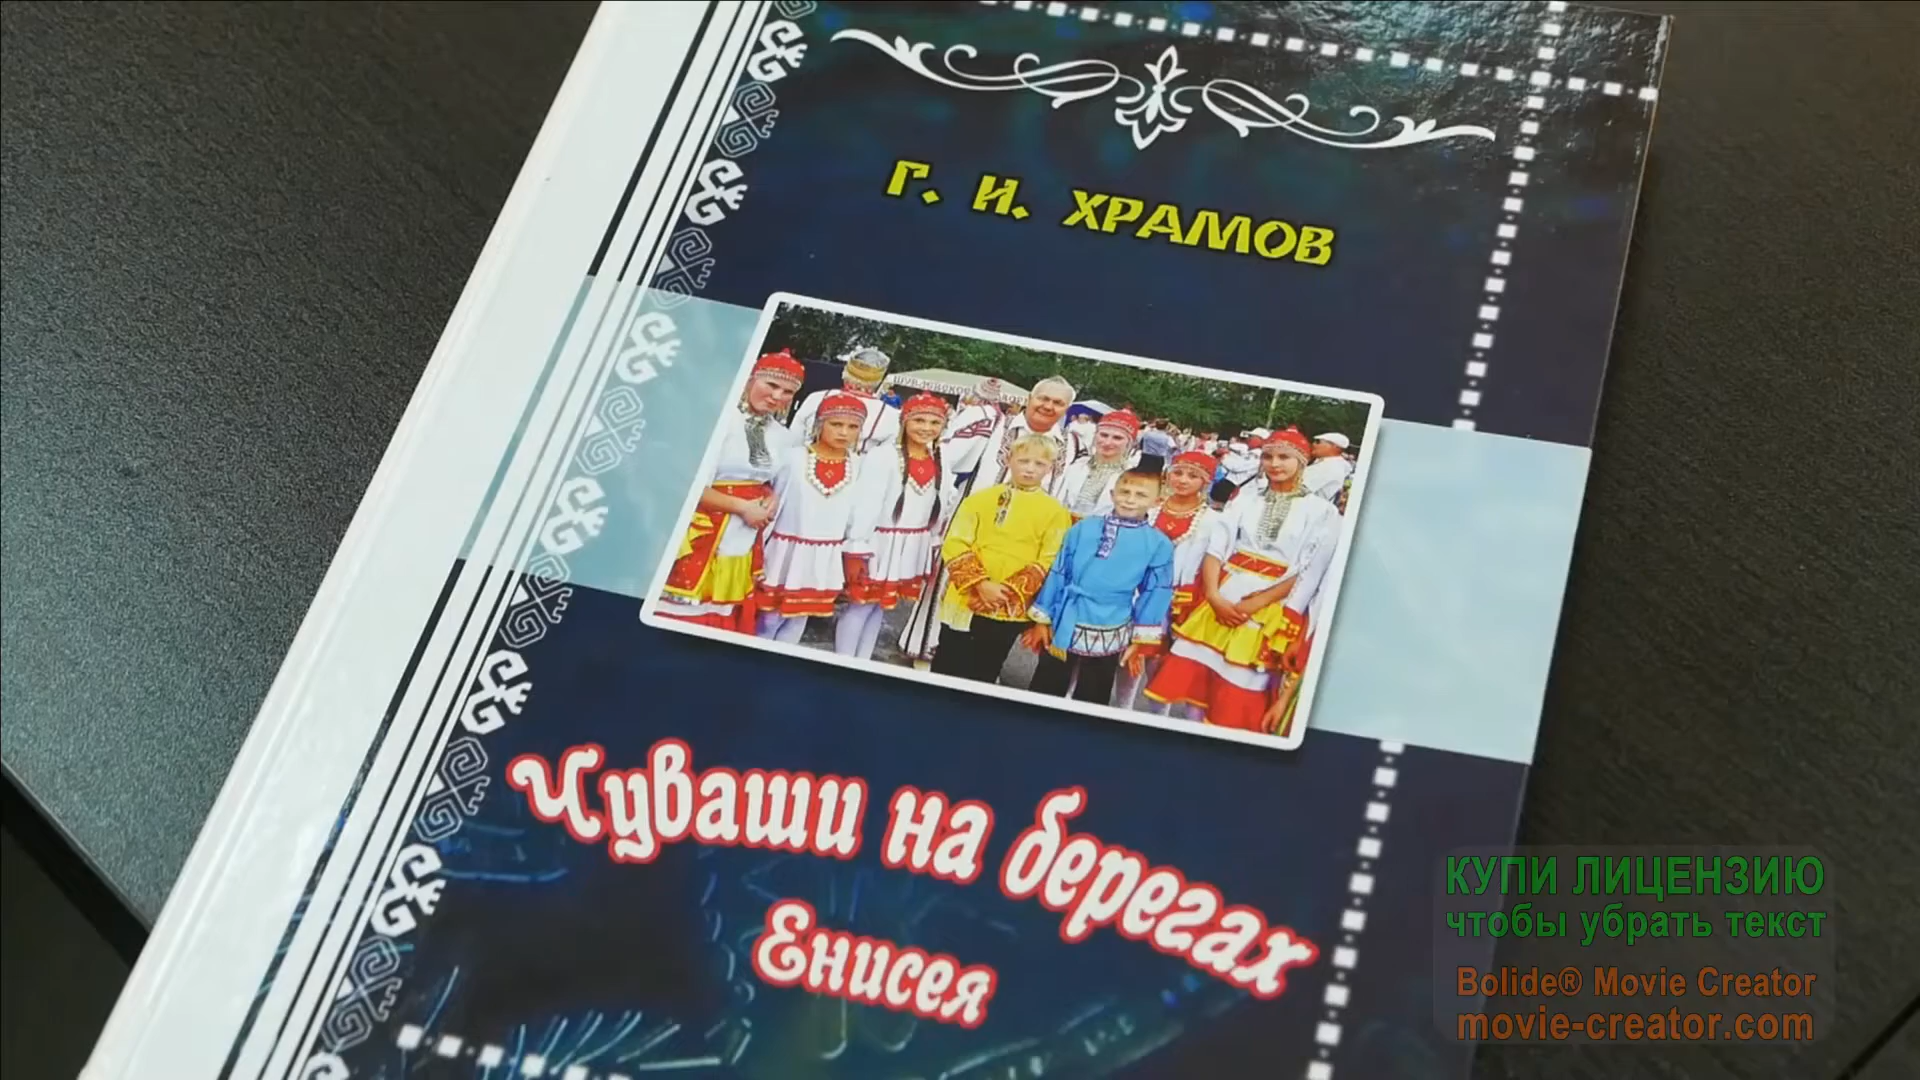 Г. И. ХРАМОВ
Чуваши на берегах
Енисея
КУПИ ЛИЦЕНЗИЮ
чтобы убрать текст
Bolide® Movie Creator
movie-creator.com